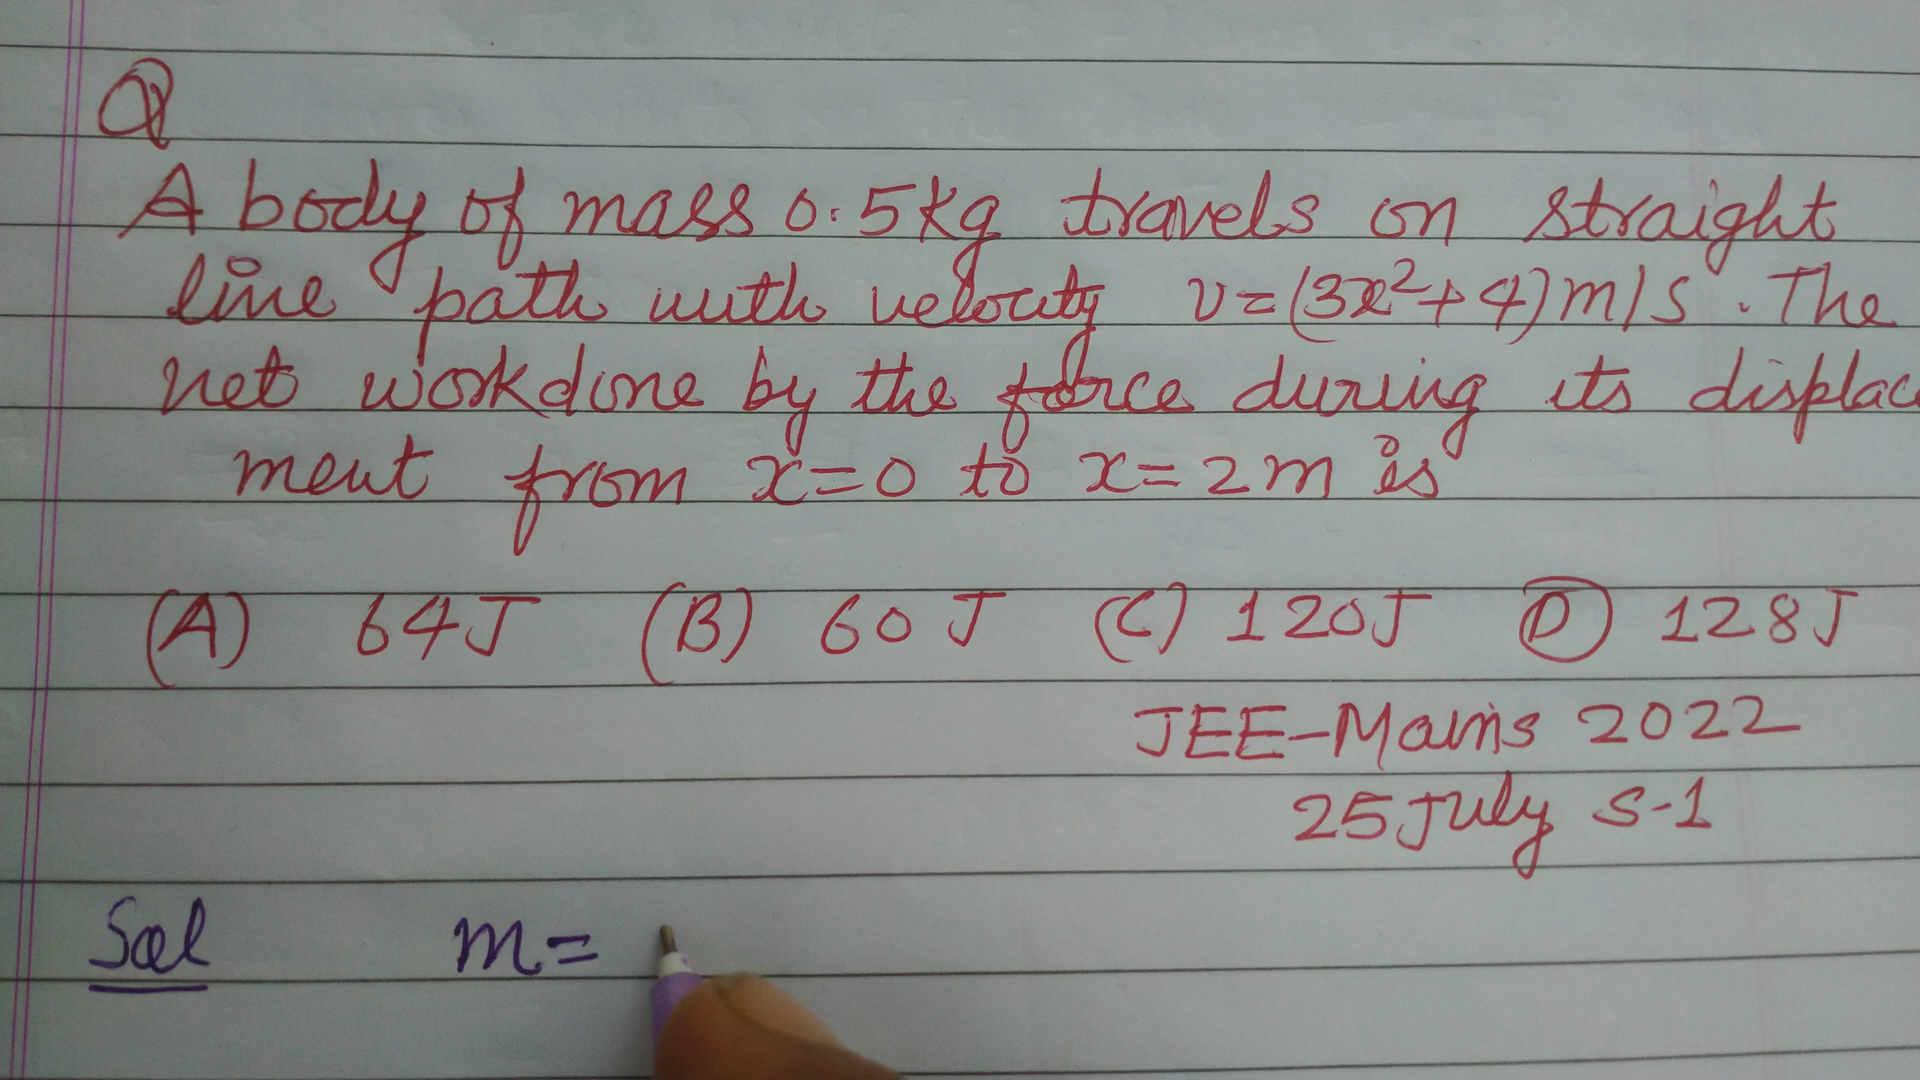 Q
A body of mass 0.5kg travels on straight
line path with velocity v=(3x²+4)m/s. The
net workdone by the force during its displace
ment from x=0 to x=2m is
(A) 64J (B) 60J (C) 120J (D) 128J
JEE-Mains 2022
25 July S-1
Sol m=